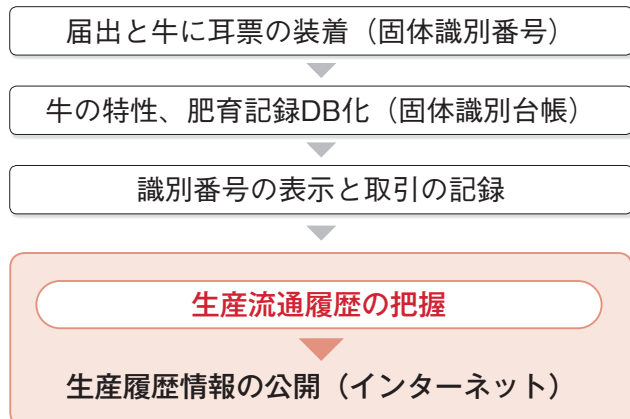 届出と牛に耳票の装着（固体識別番号）
牛の特性、肥育記録DB化（固体識別台帳）
識別番号の表示と取引の記録
生産流通履歴の把握
生産履歴情報の公開（インターネット）